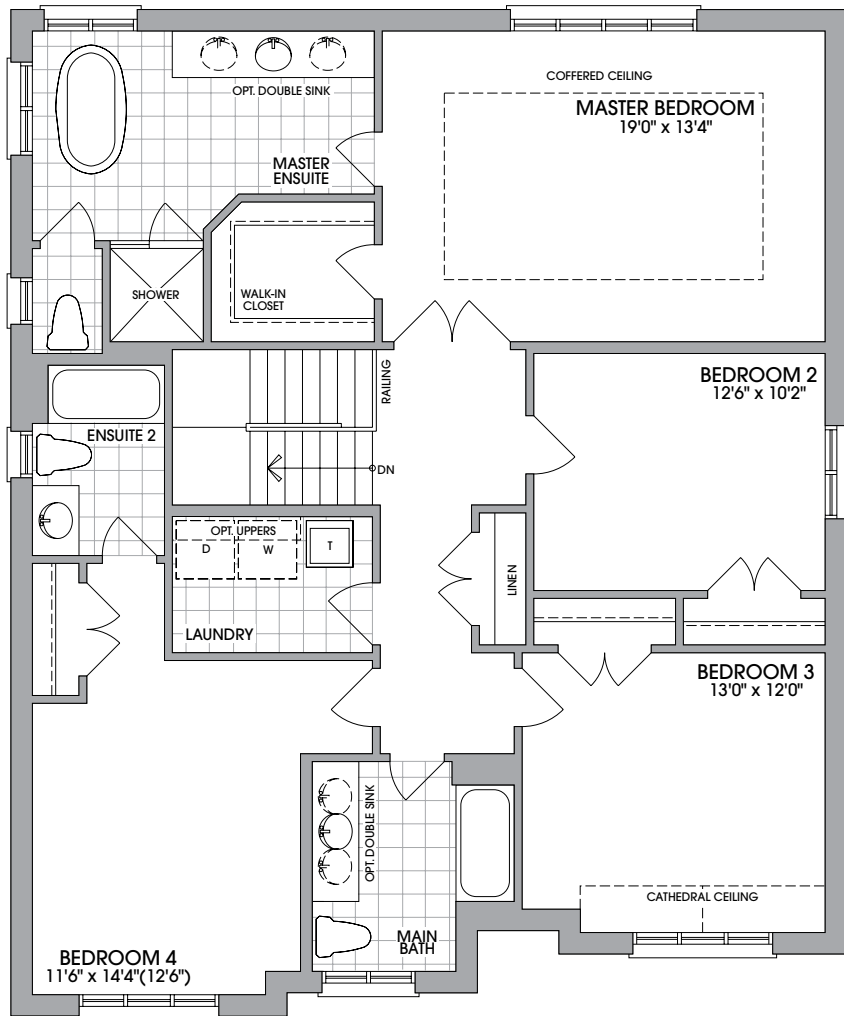 OPT. DOUBLE SINK
COFFERED CEILING
MASTER BEDROOM
19'0" x 13'4"
MASTER
ENSUITE
SHOWER
WALK-IN
CLOSET
RAILING
BEDROOM 2
12'6" x 10'2"
ENSUITE 2
DN
OPT. UPPERS
D
W
T
LINEN
LAUNDRY
BEDROOM 3
13'0" x 12'0"
OPT. DOUBLE SINK
CATHEDRAL CEILING
MAIN
BATH
BEDROOM 4
11'6" x 14'4"(12'6")